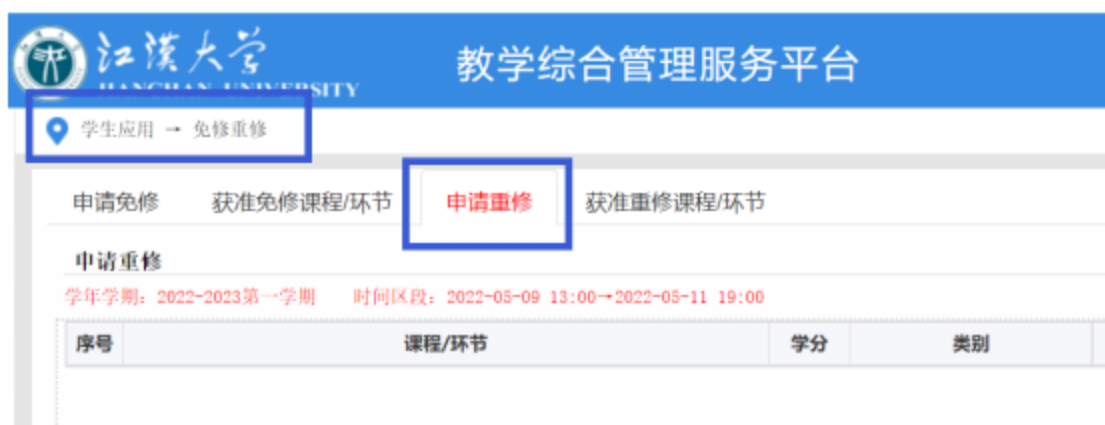 江漢大学 教学综合管理服务平台
JIANGHAN UNIVERSITY
学生应用 → 免修重修
申请免修 获准免修课程/环节 申请重修 获准重修课程/环节
申请重修
学年学期: 2022-2023第一学期 时间区段: 2022-05-09 13:00→2022-05-11 19:00
序号 课程/环节 学分 类别